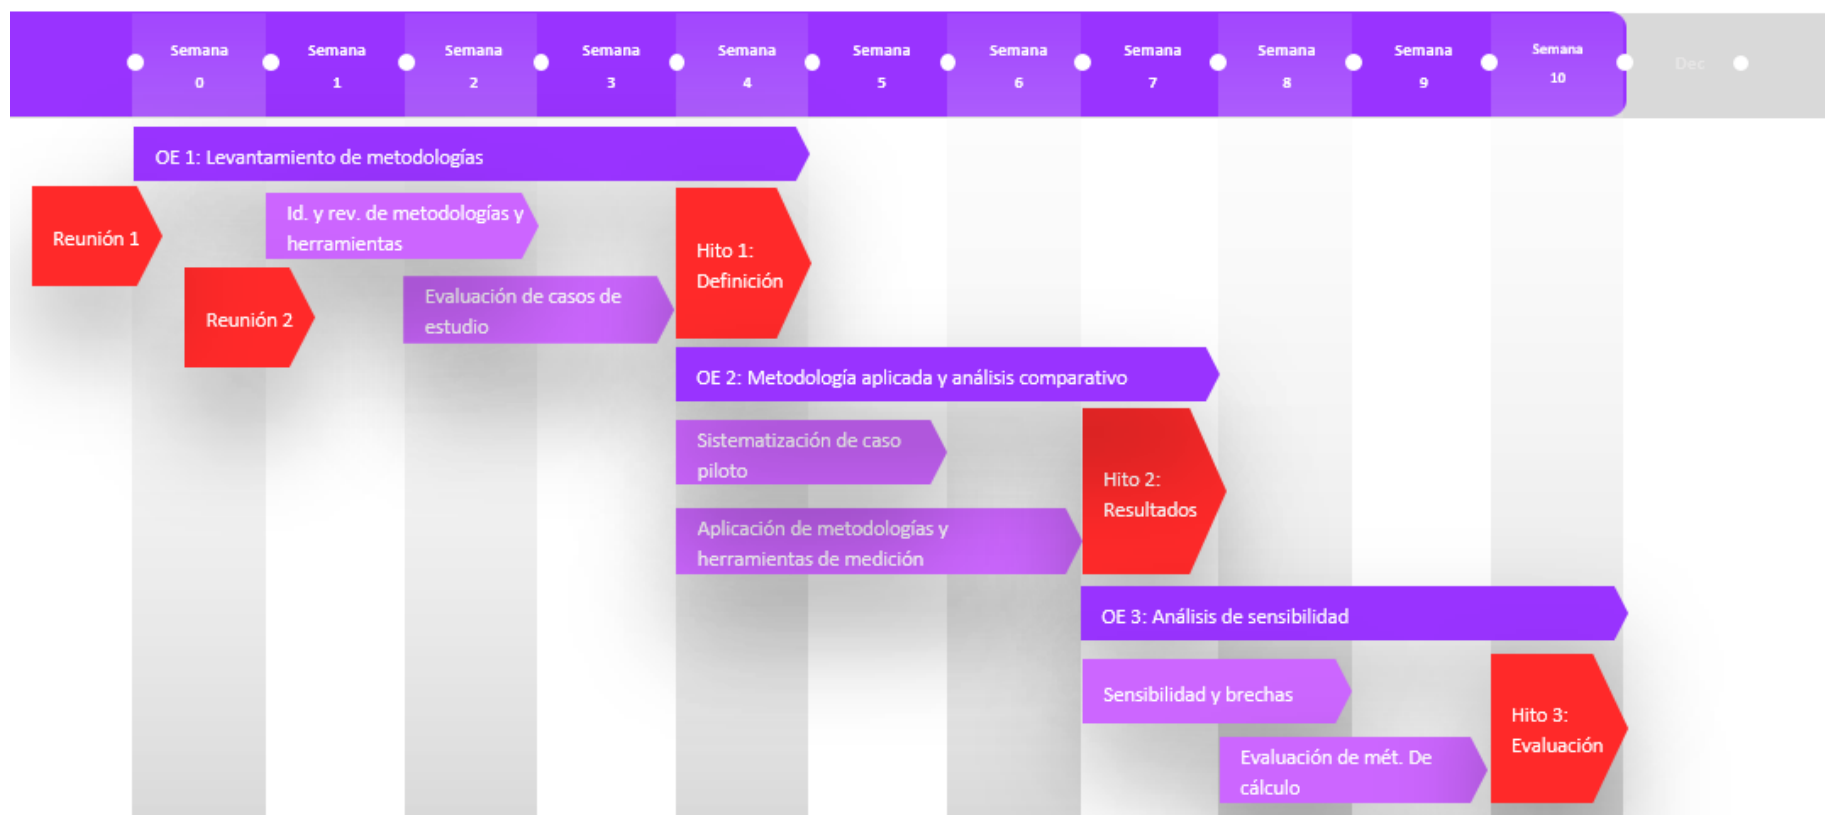 Semana
0
Semana
1
Semana
2
Semana
3
Semana
4
Semana
5
Semana
6
Semana
7
Semana
8
Semana
9
Semana
10
Dec
OE 1: Levantamiento de metodologías
Reunión 1
Id. y rev. de metodologías y
herramientas
Hito 1:
Definición
Reunión 2
Evaluación de casos de
estudio
OE 2: Metodología aplicada y análisis comparativo
Sistematización de caso
piloto
Hito 2:
Resultados
Aplicación de metodologías y
herramientas de medición
OE 3: Análisis de sensibilidad
Sensibilidad y brechas
Hito 3:
Evaluación
Evaluación de mét. De
cálculo